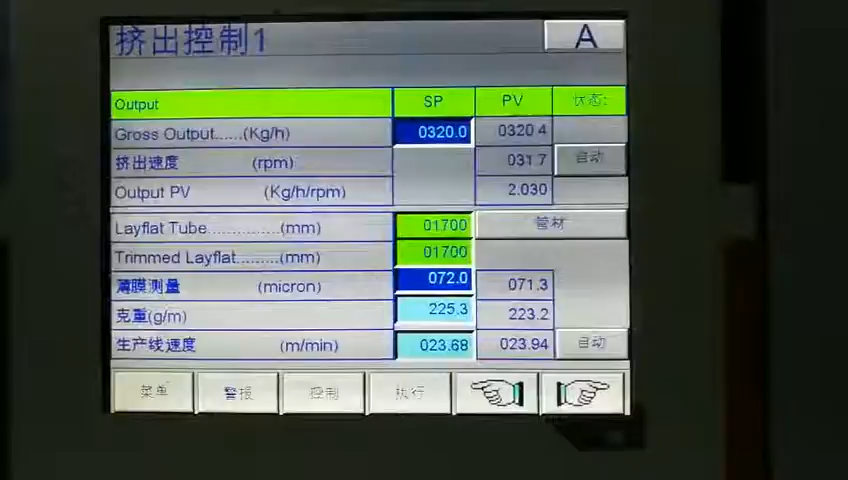 挤出控制1 A
Output SP PV 状态:
Gross Output......(Kg/h) 0320.0 0320 4
挤出速度 (rpm) 031.7 自动
Output PV (Kg/h/rpm) 2.030
Layflat Tube...............(mm) 01700 管材
Trimmed Layflat.........(mm) 01700
薄膜测量 (micron) 072.0 071.3
克重(g/m) 225.3 223.2
生产线速度 (m/min) 023.68 023.94 自动
菜单 警报 控制 执行